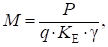 M = P / (q · K_E · γ),